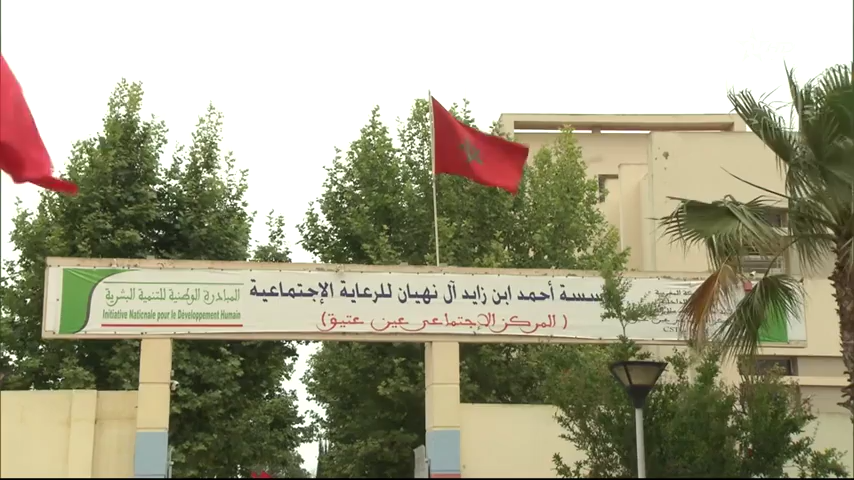 المبادرة الوطنية للتنمية البشرية
Initiative Nationale pour le Développement Humain
سسة أحمد ابن زايد آل نهيان للرعاية الإجتماعية
( المركز الإجتماعي عين عتيق )